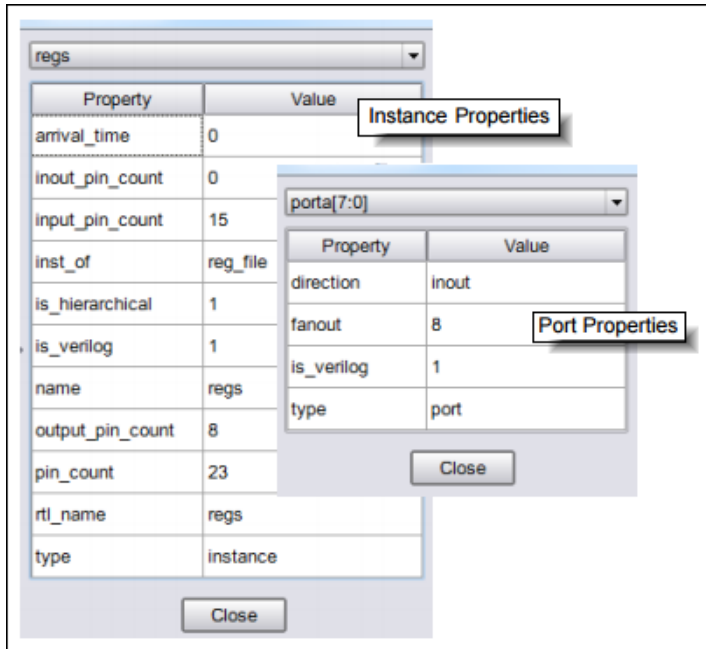 regs
Property Value
Instance Properties
arrival_time 0
inout_pin_count 0
input_pin_count 15
inst_of reg_file
is_hierarchical 1
is_verilog 1
name regs
output_pin_count 8
pin_count 23
rtl_name regs
type instance
Close
porta[7:0]
Property Value
direction inout
fanout 8
Port Properties
is_verilog 1
type port
Close